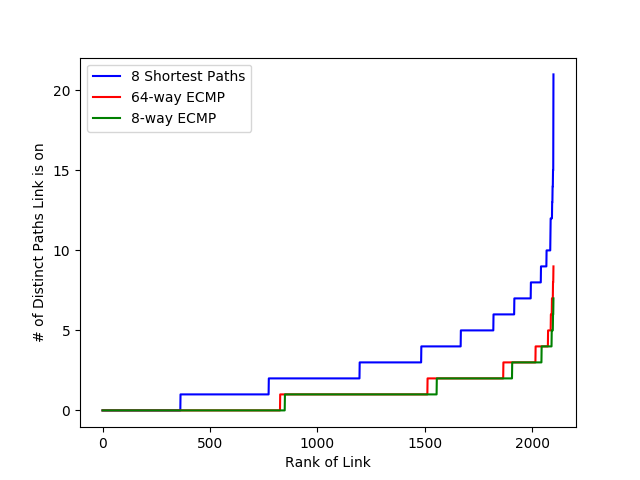 8 Shortest Paths
64-way ECMP
8-way ECMP
# of Distinct Paths Link is on
20
15
10
5
0
0 500 1000 1500 2000
Rank of Link